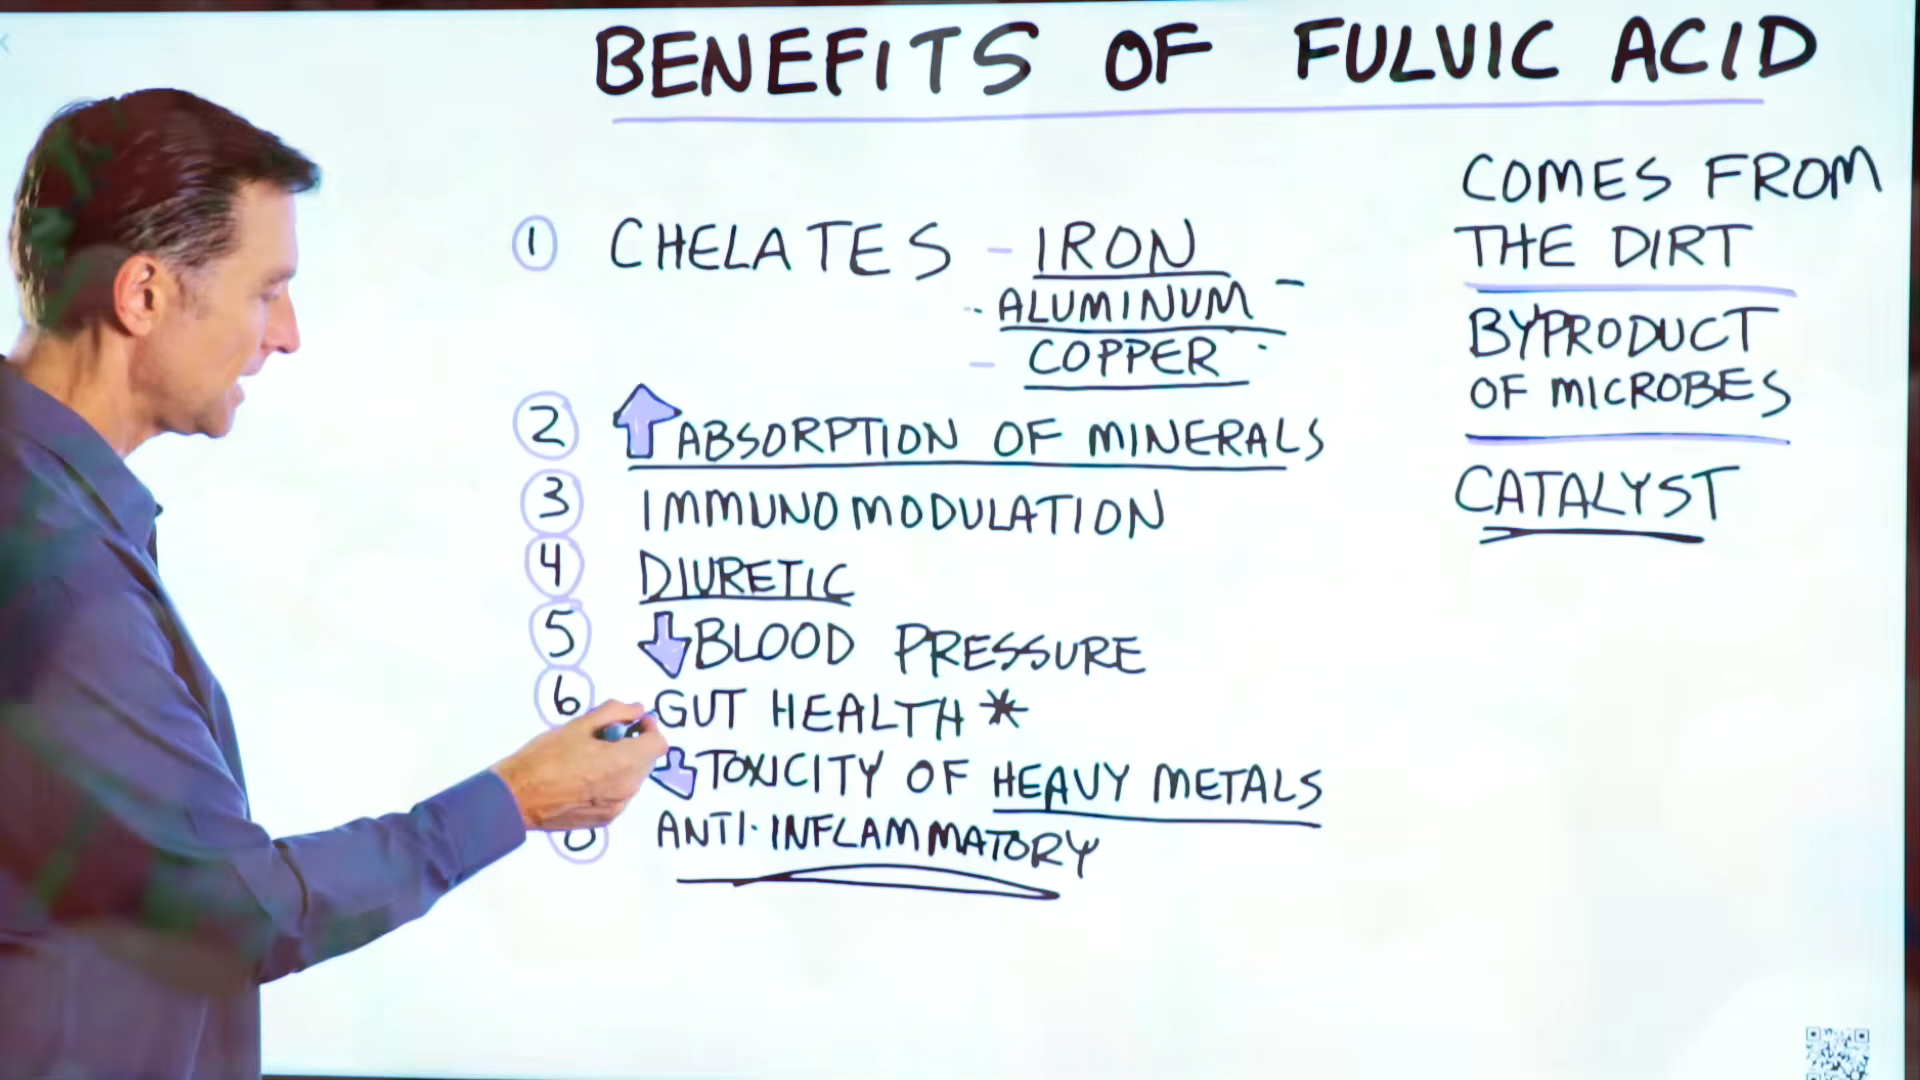 BENEFITS OF FULVIC ACID
1 CHELATES - IRON -
- ALUMINUM
- COPPER
2 ↑ ABSORPTION OF MINERALS
3 IMMUNOMODULATION
4 DIURETIC
5 ↓ BLOOD PRESSURE
6 GUT HEALTH *
↓ TOXICITY OF HEAVY METALS
ANTI-INFLAMMATORY
COMES FROM
THE DIRT
BYPRODUCT
OF MICROBES
CATALYST